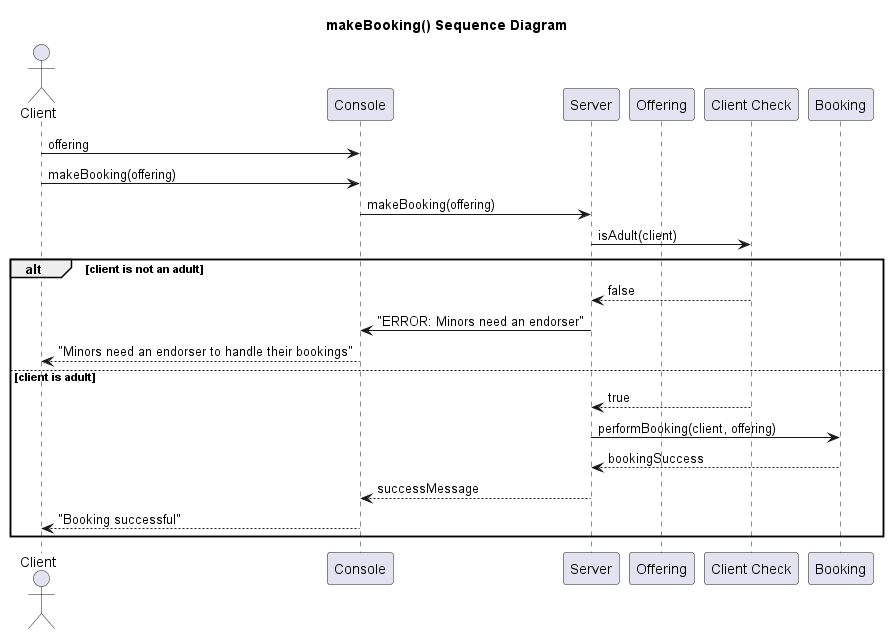 makeBooking() Sequence Diagram
Client
Console
Server
Offering
Client Check
Booking
offering
makeBooking(offering)
makeBooking(offering)
isAdult(client)
alt
[client is not an adult]
false
"ERROR: Minors need an endorser"
"Minors need an endorser to handle their bookings"
[client is adult]
true
performBooking(client, offering)
bookingSuccess
successMessage
"Booking successful"
Client
Console
Server
Offering
Client Check
Booking